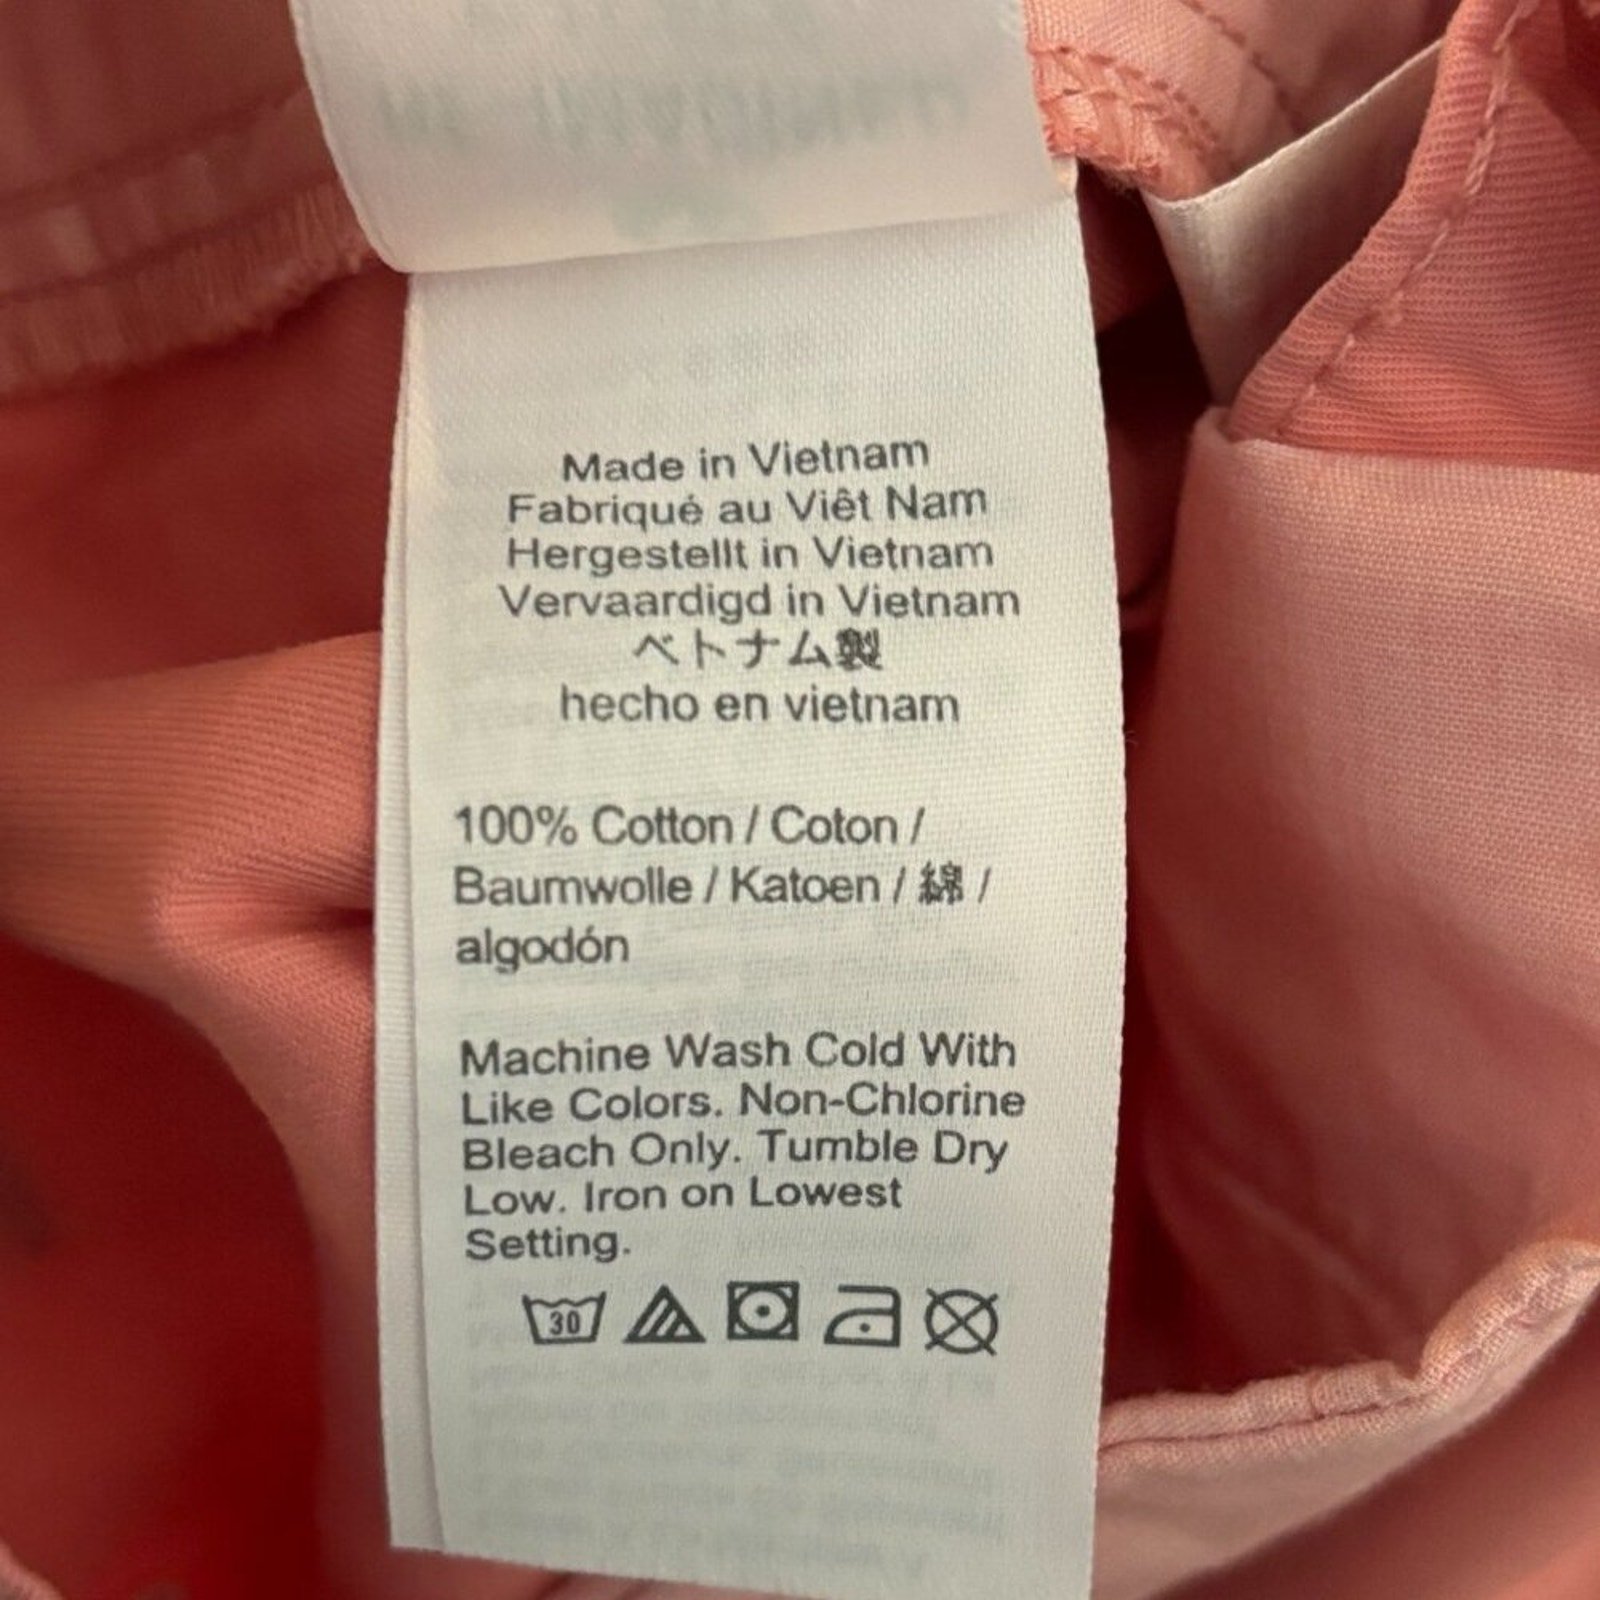 Made in Vietnam
Fabriqué au Viêt Nam
Hergestellt in Vietnam
Vervaardigd in Vietnam
ベトナム製
hecho en vietnam
100% Cotton / Coton /
Baumwolle / Katoen / 綿 /
algodón
Machine Wash Cold With
Like Colors. Non-Chlorine
Bleach Only. Tumble Dry
Low. Iron on Lowest
Setting.
30